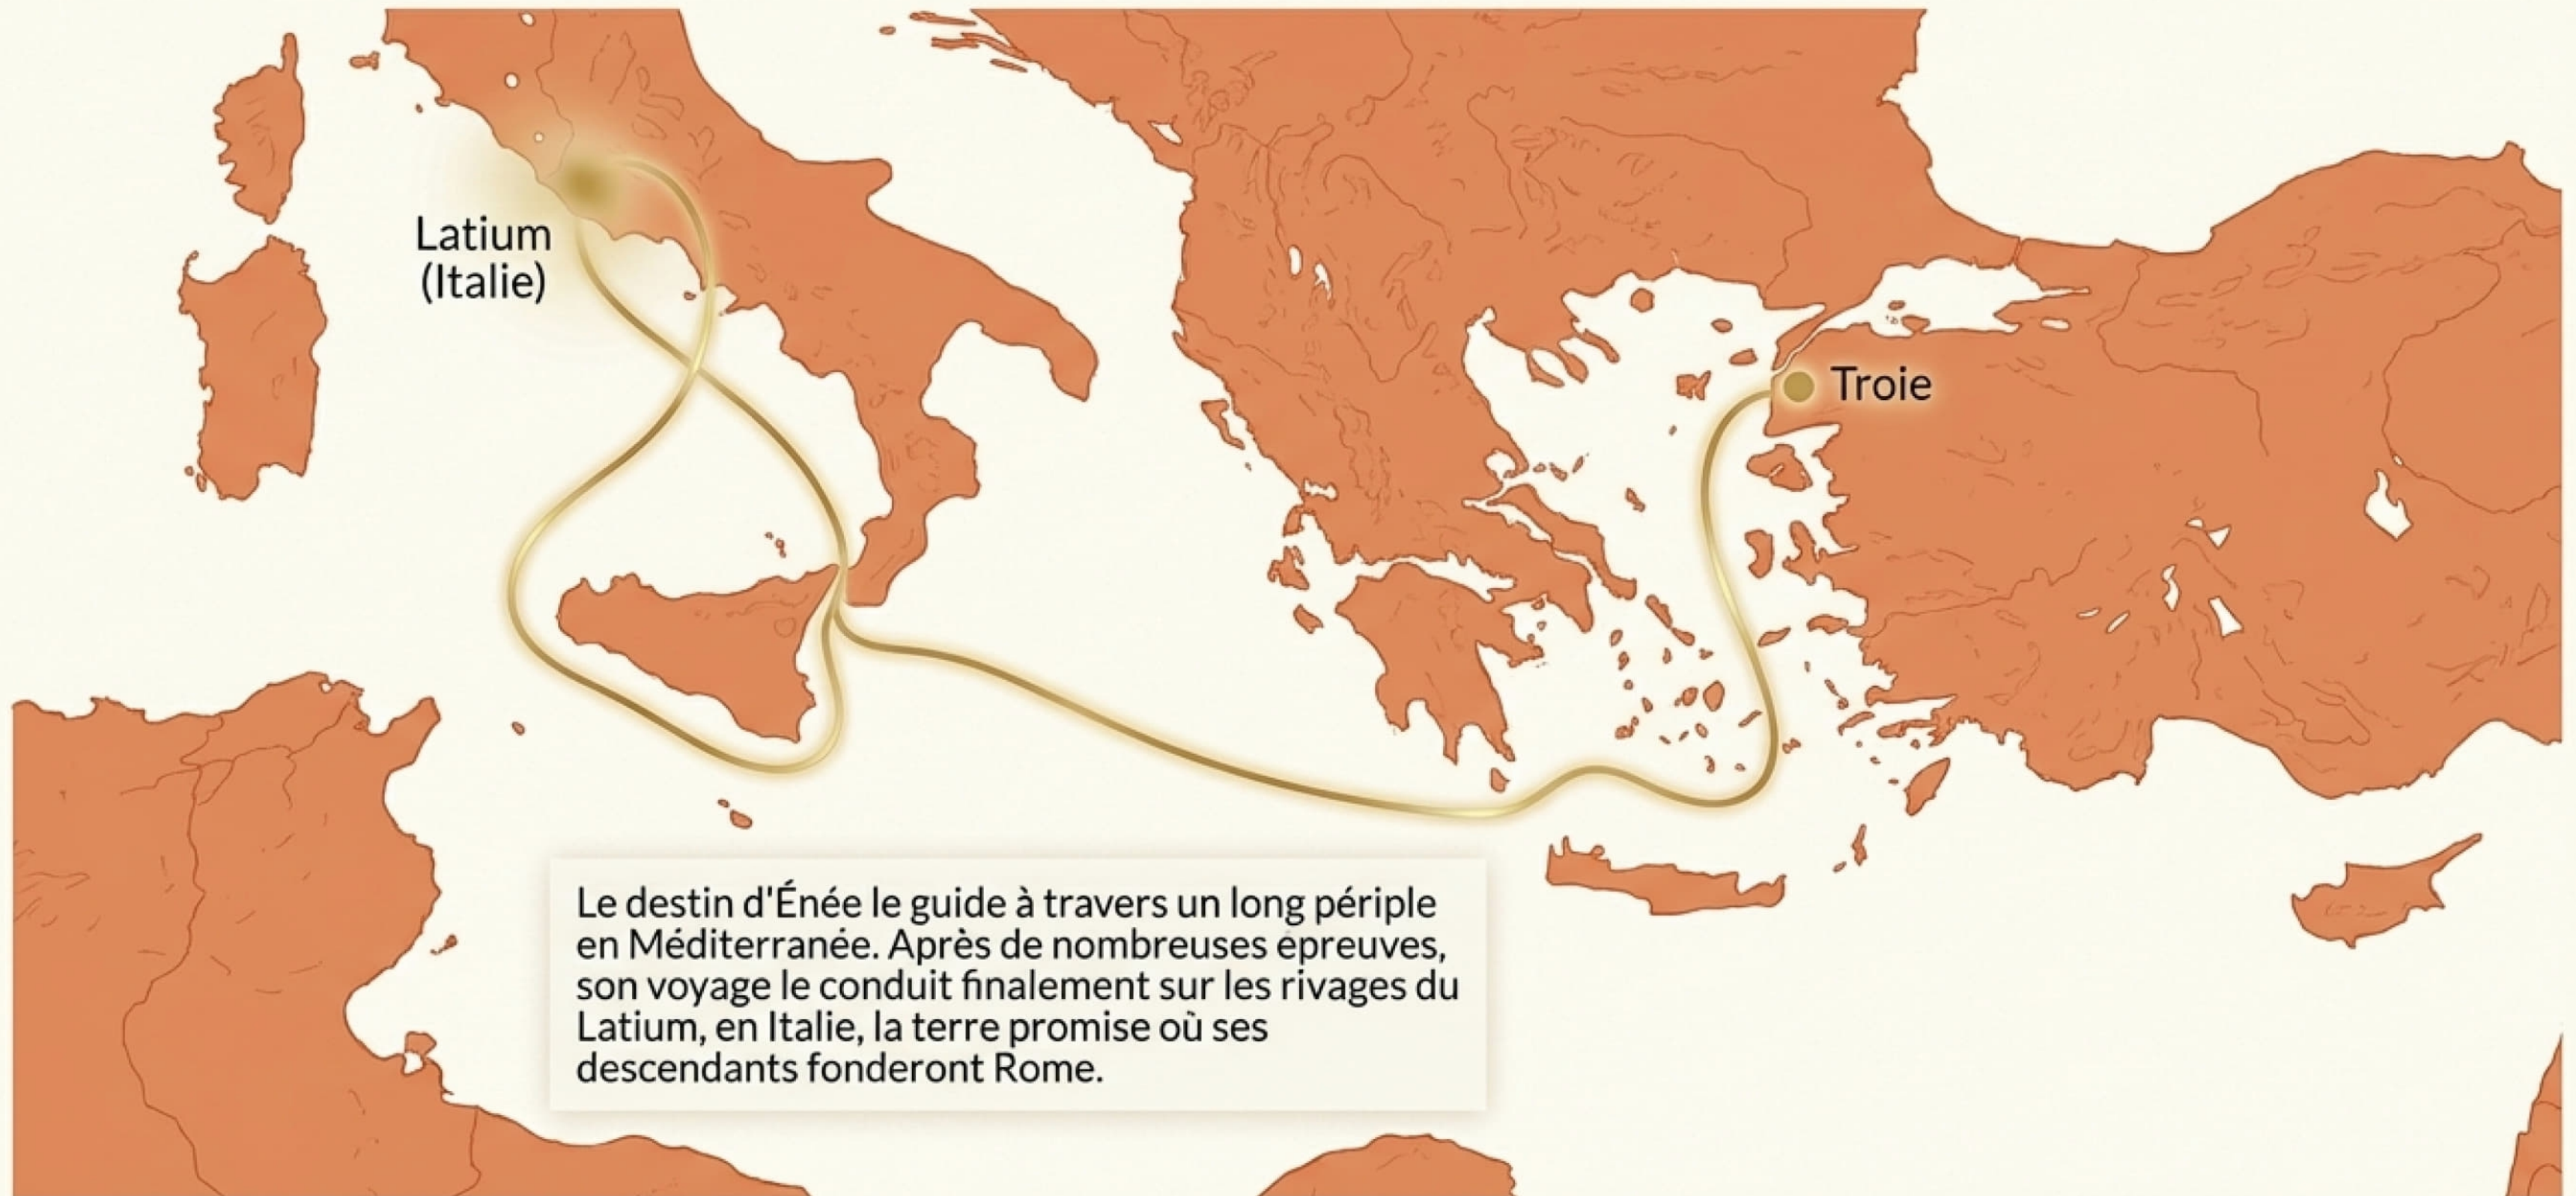 Latium
(Italie)
Troie
Le destin d'Énée le guide à travers un long périple
en Méditerranée. Après de nombreuses épreuves,
son voyage le conduit finalement sur les rivages du
Latium, en Italie, la terre promise où ses
descendants fonderont Rome.